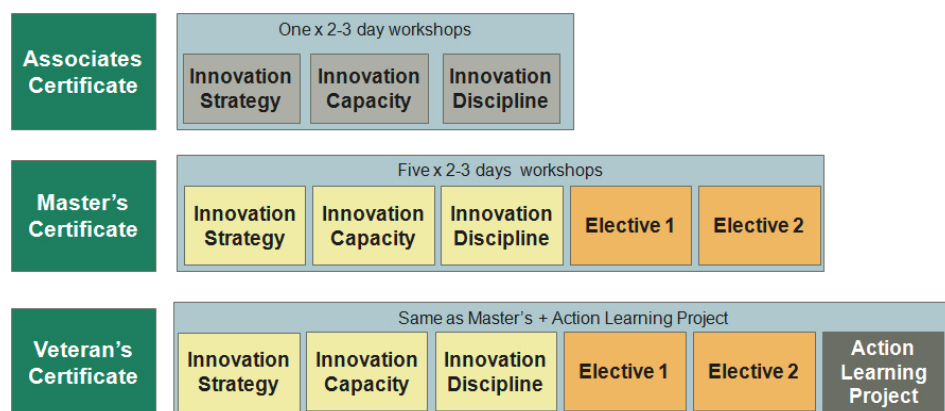 One x 2-3 day workshops
Associates
Certificate
Innovation
Strategy
Innovation
Capacity
Innovation
Discipline
Five x 2-3 days workshops
Master's
Certificate
Innovation
Strategy
Innovation
Capacity
Innovation
Discipline
Elective 1
Elective 2
Same as Master's + Action Learning Project
Veteran's
Certificate
Innovation
Strategy
Innovation
Capacity
Innovation
Discipline
Elective 1
Elective 2
Action
Learning
Project